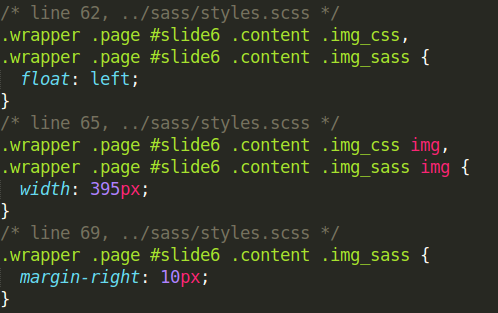 /* line 62, ../sass/styles.scss */
.wrapper .page #slide6 .content .img_css,
.wrapper .page #slide6 .content .img_sass {
  float: left;
}
/* line 65, ../sass/styles.scss */
.wrapper .page #slide6 .content .img_css img,
.wrapper .page #slide6 .content .img_sass img {
  width: 395px;
}
/* line 69, ../sass/styles.scss */
.wrapper .page #slide6 .content .img_sass {
  margin-right: 10px;
}